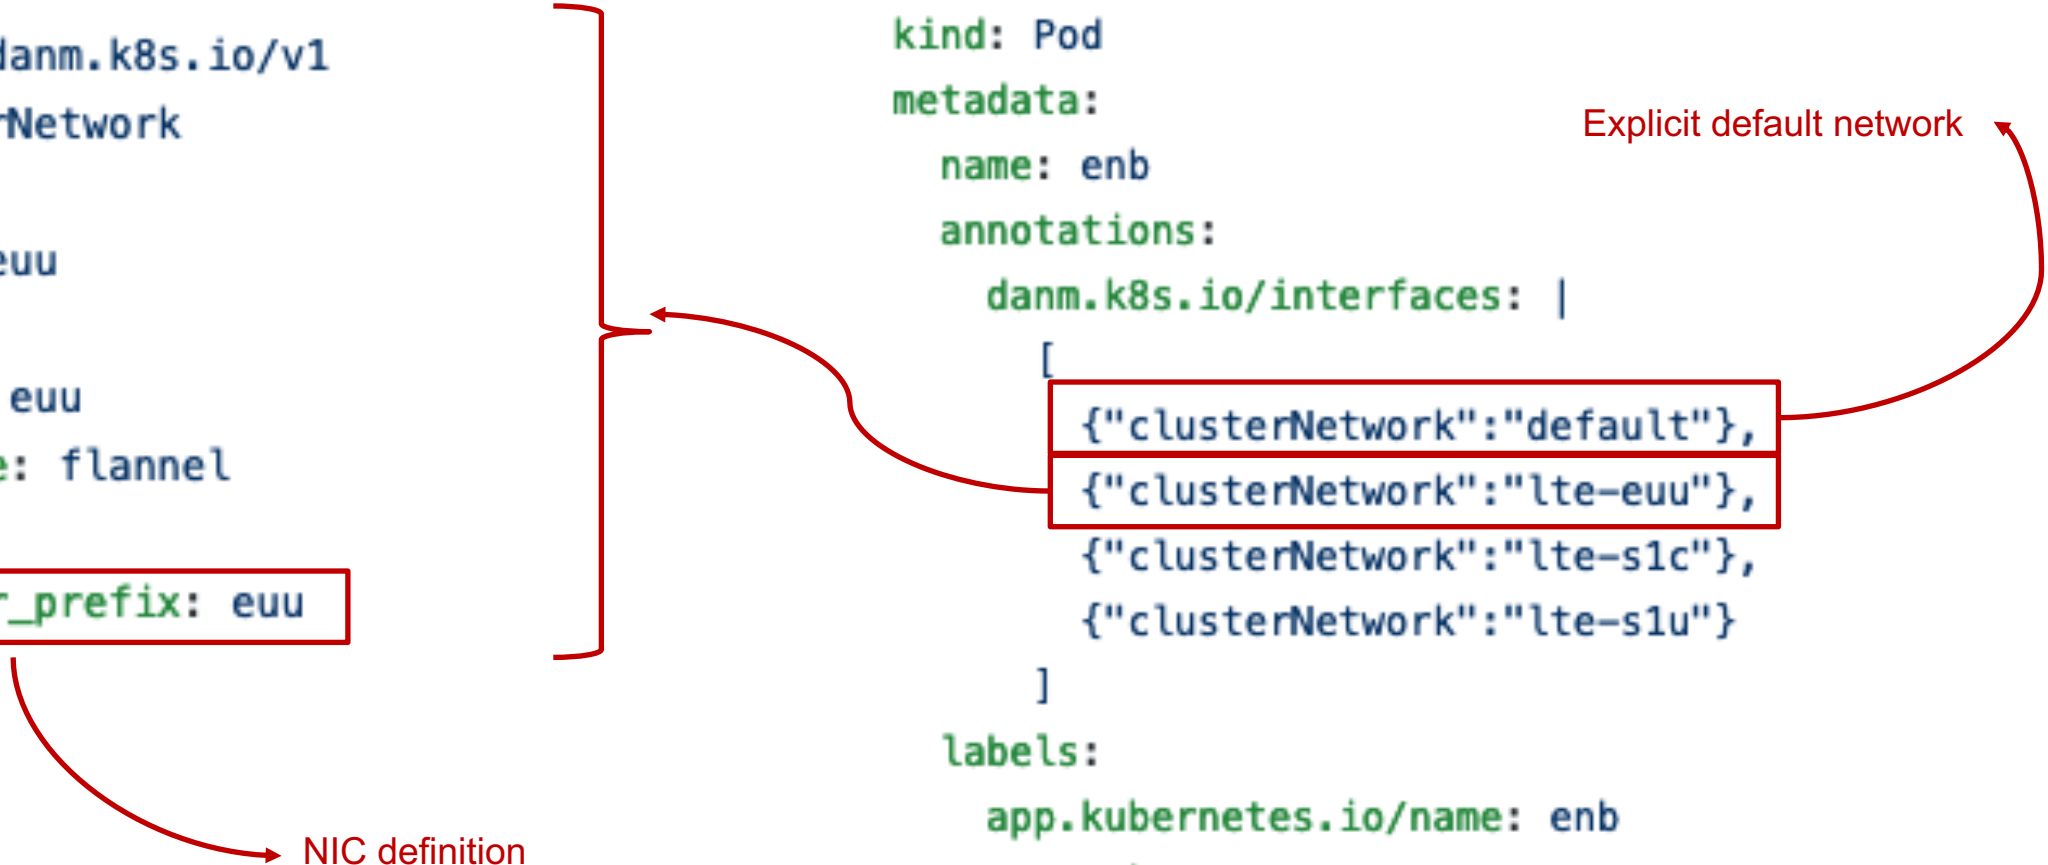 danm.k8s.io/v1
rNetwork
euu
euu
e: flannel
r_prefix: euu
NIC definition
kind: Pod
metadata:
name: enb
annotations:
danm.k8s.io/interfaces: |
[
{"clusterNetwork":"default"},
{"clusterNetwork":"lte-euu"},
{"clusterNetwork":"lte-s1c"},
{"clusterNetwork":"lte-s1u"}
]
labels:
app.kubernetes.io/name: enb
Explicit default network